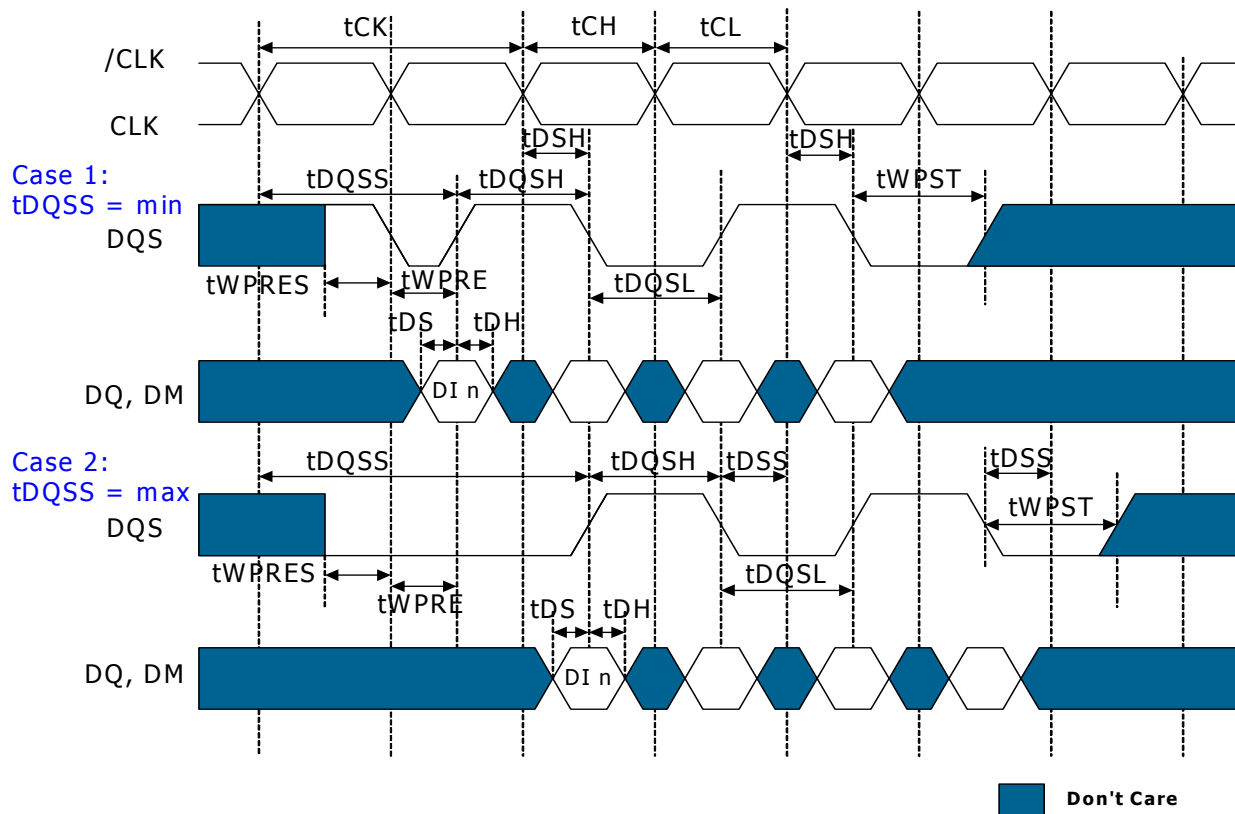 tCK
tCH
tCL
/CLK
CLK
tDSH
tDSH
Case 1:
tDQSS = min
tDQSS
tDQSH
tWPST
DQS
tWPRES
tWPRE
tDQSL
tDS
tDH
DQ, DM
DI n
Case 2:
tDQSS = max
tDQSS
tDQSH
tDSS
tDSS
DQS
tWPST
tWPRES
tWPRE
tDQSL
tDS
tDH
DQ, DM
DI n
Don't Care